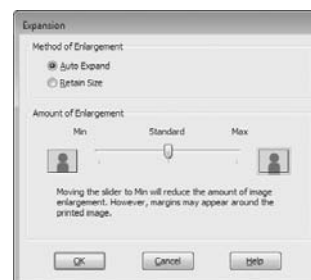 Expansion
Method of Enlargement
Auto Expand
Retain Size
Amount of Enlargement
Min Standard Max
Moving the slider to Min will reduce the amount of image
enlargement. However, margins may appear around the
printed image.
OK Cancel Help